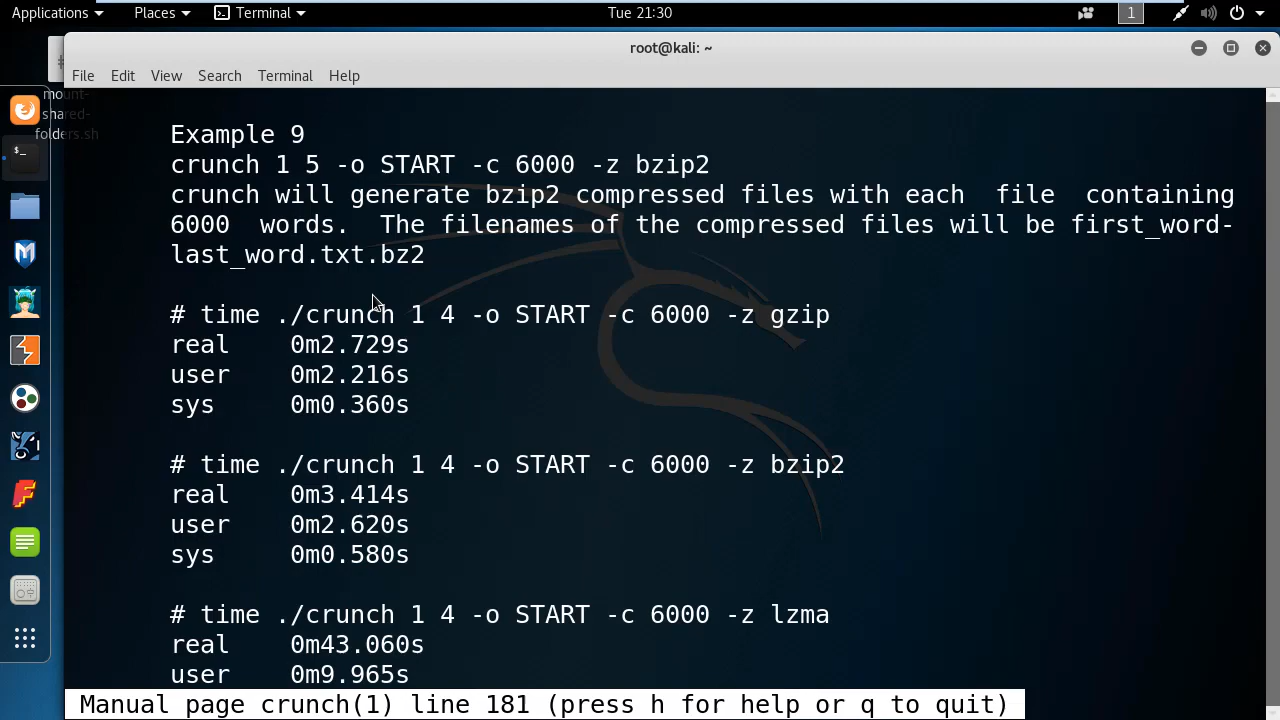 Applications Places Terminal Tue 21:30 1
root@kali: ~
File Edit View Search Terminal Help
mount-
shared-
folders.sh
Example 9
crunch 1 5 -o START -c 6000 -z bzip2
crunch will generate bzip2 compressed files with each file containing
6000 words. The filenames of the compressed files will be first_word-
last_word.txt.bz2
# time ./crunch 1 4 -o START -c 6000 -z gzip
real 0m2.729s
user 0m2.216s
sys 0m0.360s
# time ./crunch 1 4 -o START -c 6000 -z bzip2
real 0m3.414s
user 0m2.620s
sys 0m0.580s
# time ./crunch 1 4 -o START -c 6000 -z lzma
real 0m43.060s
user 0m9.965s
Manual page crunch(1) line 181 (press h for help or q to quit)